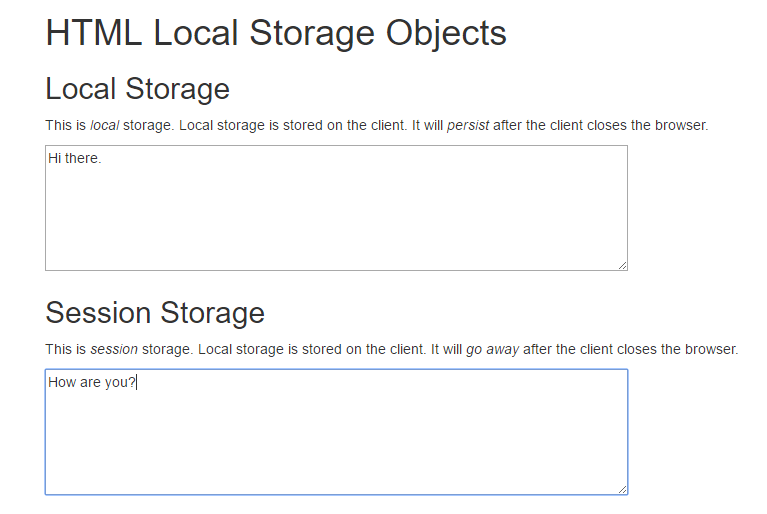 HTML Local Storage Objects
Local Storage
This is local storage. Local storage is stored on the client. It will persist after the client closes the browser.
Hi there.
Session Storage
This is session storage. Local storage is stored on the client. It will go away after the client closes the browser.
How are you?